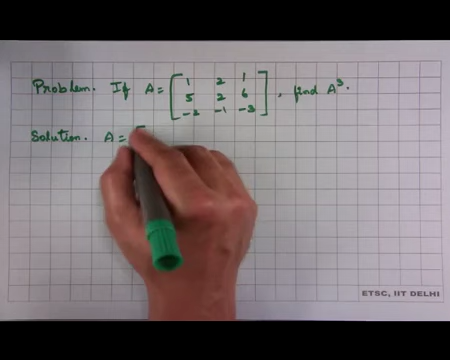 Problem. If A = [ 1 2 1
5 2 6
-2 -1 -3 ], find A³.
Solution. A = [
ETSC, IIT DELHI